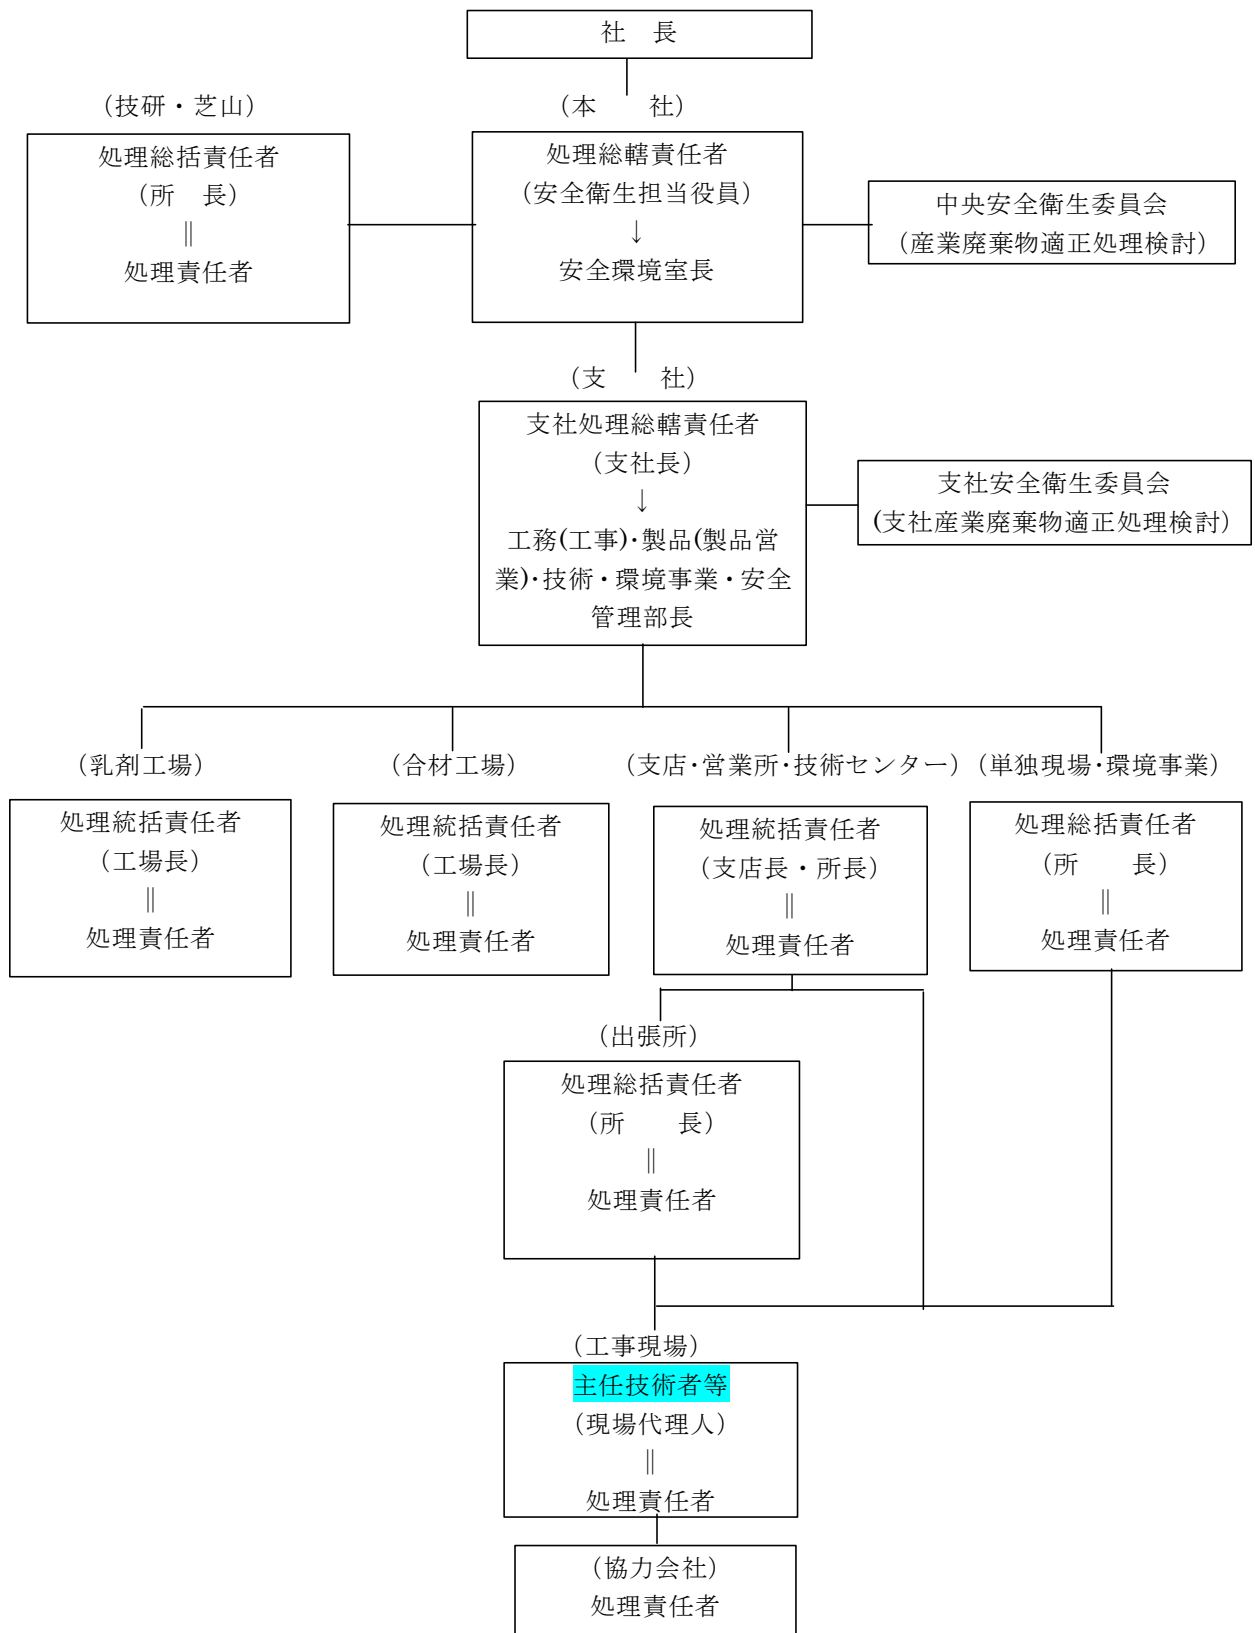 社　長
（技研・芝山）
処理総括責任者
（所　長）
‖
処理責任者
（本　　社）
処理総轄責任者
（安全衛生担当役員）
↓
安全環境室長
中央安全衛生委員会
（産業廃棄物適正処理検討）
（支　　社）
支社処理総轄責任者
（支社長）
↓
工務(工事)･製品(製品営
業)･技術・環境事業・安全
管理部長
支社安全衛生委員会
(支社産業廃棄物適正処理検討）
（乳剤工場）
処理統括責任者
（工場長）
‖
処理責任者
（合材工場）
処理統括責任者
（工場長）
‖
処理責任者
（支店･営業所･技術センター）
処理統括責任者
（支店長・所長）
‖
処理責任者
（単独現場･環境事業）
処理総括責任者
（所　　長）
‖
処理責任者
（出張所）
処理総括責任者
（所　　長）
‖
処理責任者
（工事現場）
主任技術者等
（現場代理人）
‖
処理責任者
（協力会社）
処理責任者